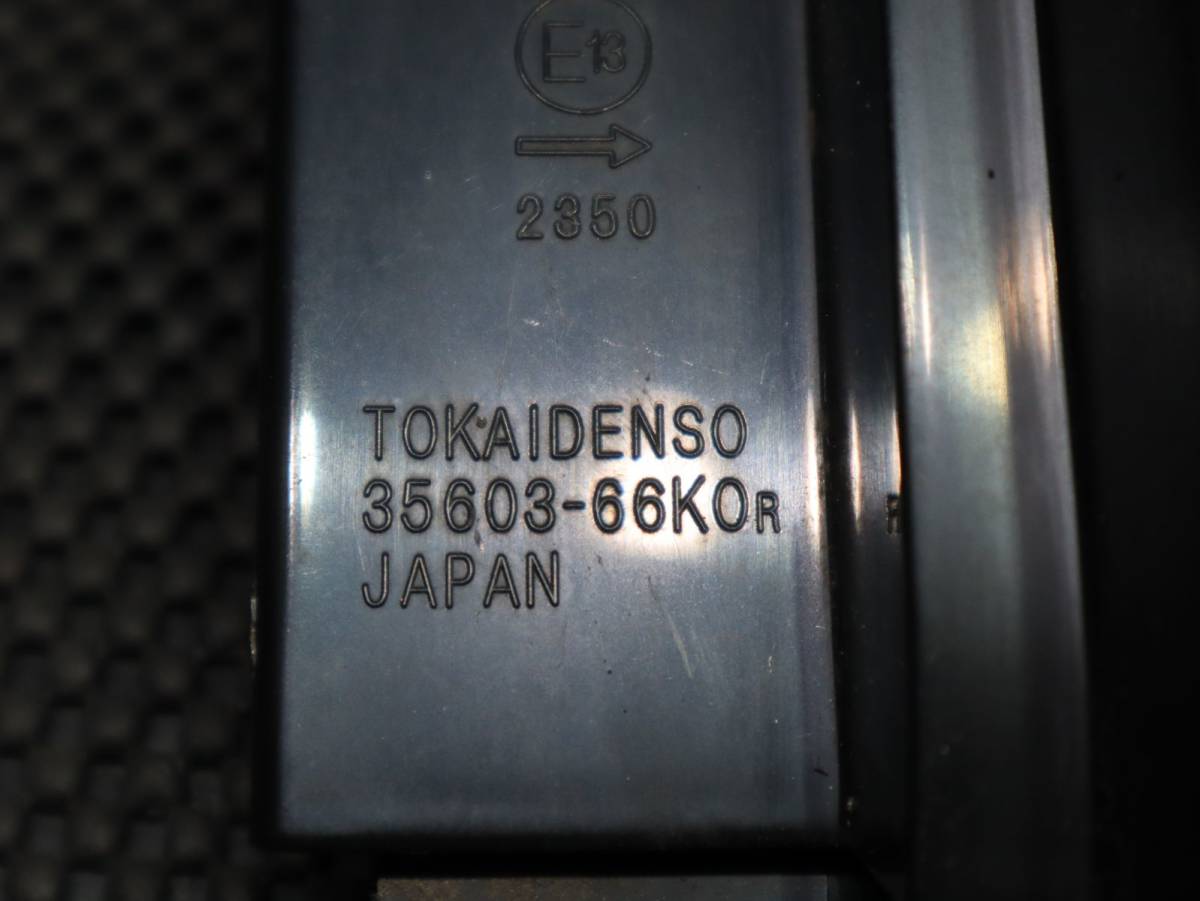 E13
2350
TOKAIDENSO
35603-66K0R
JAPAN